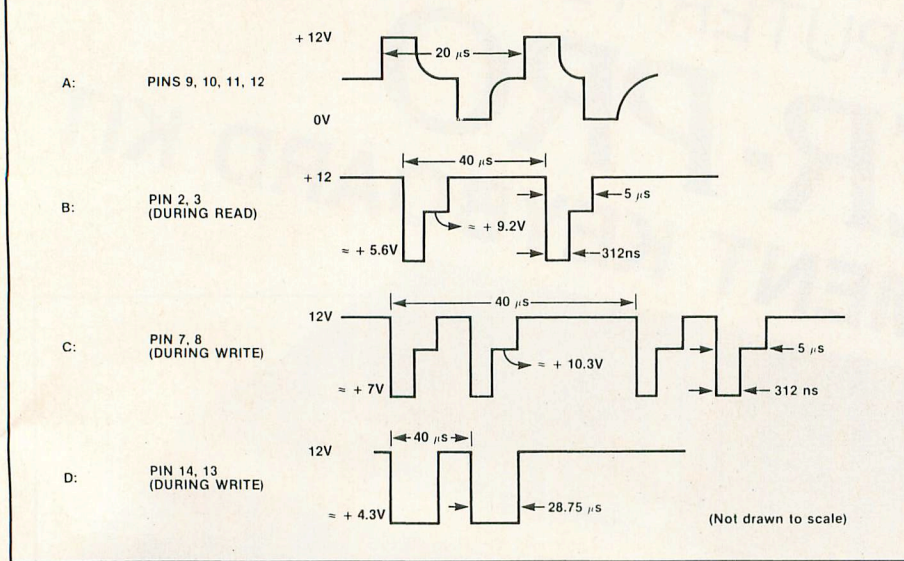 + 12V
20 μs
A: PINS 9, 10, 11, 12
0V
40 μs
+ 12
5 μs
B: PIN 2, 3
(DURING READ)
≈ + 9.2V
≈ + 5.6V
312ns
40 μs
12V
C: PIN 7, 8
(DURING WRITE)
5 μs
≈ + 10.3V
≈ + 7V
312 ns
40 μs
12V
D: PIN 14, 13
(DURING WRITE)
28.75 μs
≈ + 4.3V
(Not drawn to scale)